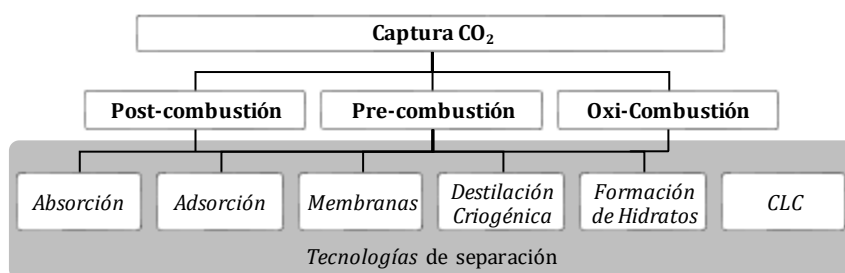 Captura CO₂
Post-combustión Pre-combustión Oxi-Combustión
Absorción Adsorción Membranas Destilación Criogénica Formación de Hidratos CLC
Tecnologías de separación